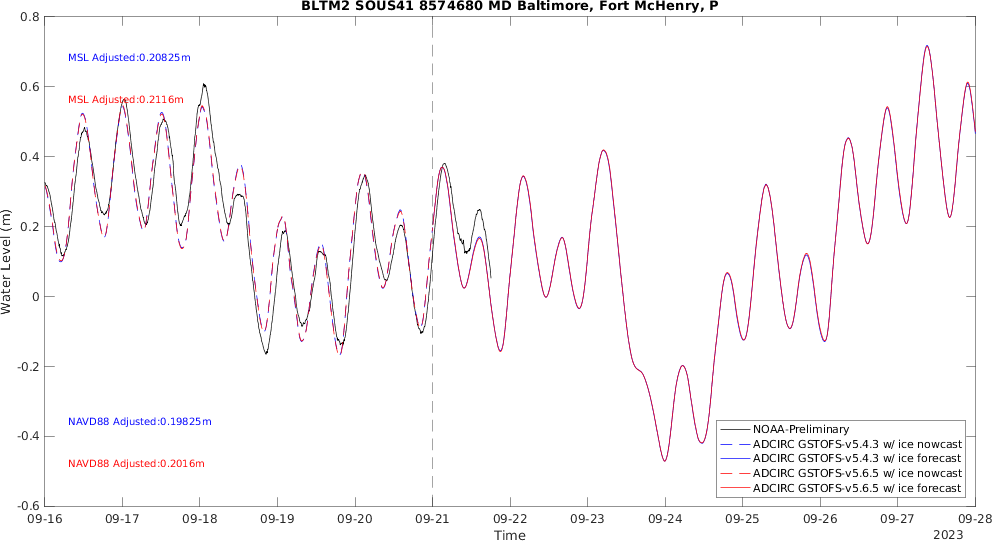 BLTM2 SOUS41 8574680 MD Baltimore, Fort McHenry, P
0.8
0.6
0.4
0.2
0
-0.2
-0.4
-0.6
Water Level (m)
MSL Adjusted:0.20825m
MSL Adjusted:0.2116m
NAVD88 Adjusted:0.19825m
NAVD88 Adjusted:0.2016m
NOAA-Preliminary
ADCIRC GSTOFS-v5.4.3 w/ ice nowcast
ADCIRC GSTOFS-v5.4.3 w/ ice forecast
ADCIRC GSTOFS-v5.6.5 w/ ice nowcast
ADCIRC GSTOFS-v5.6.5 w/ ice forecast
09-16 09-17 09-18 09-19 09-20 09-21 09-22 09-23 09-24 09-25 09-26 09-27 09-28
Time
2023